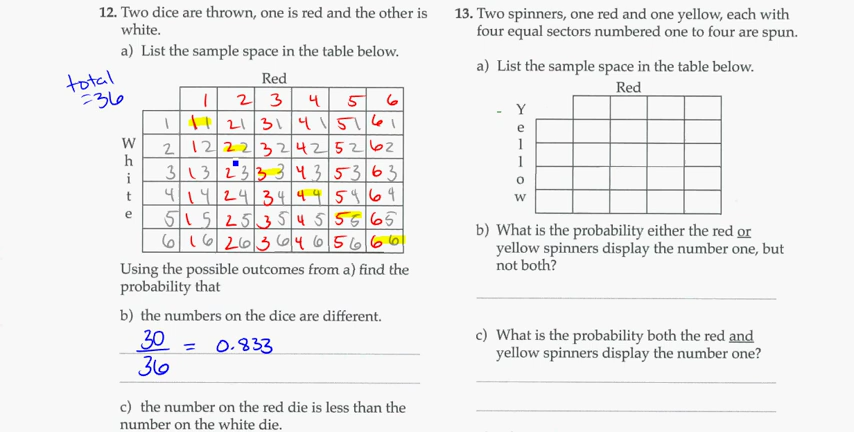 12. Two dice are thrown, one is red and the other is
white.
a) List the sample space in the table below.
total
=36
Red
1 2 3 4 5 6
White
1 11 21 31 41 51 61
2 12 22 32 42 52 62
3 13 23 33 43 53 63
4 14 24 34 44 54 64
5 15 25 35 45 55 65
6 16 26 36 46 56 66
Using the possible outcomes from a) find the
probability that
b) the numbers on the dice are different.
30
36
= 0.833
c) the number on the red die is less than the
number on the white die.
13. Two spinners, one red and one yellow, each with
four equal sectors numbered one to four are spun.
a) List the sample space in the table below.
Red
- Yellow
b) What is the probability either the red or
yellow spinners display the number one, but
not both?
c) What is the probability both the red and
yellow spinners display the number one?